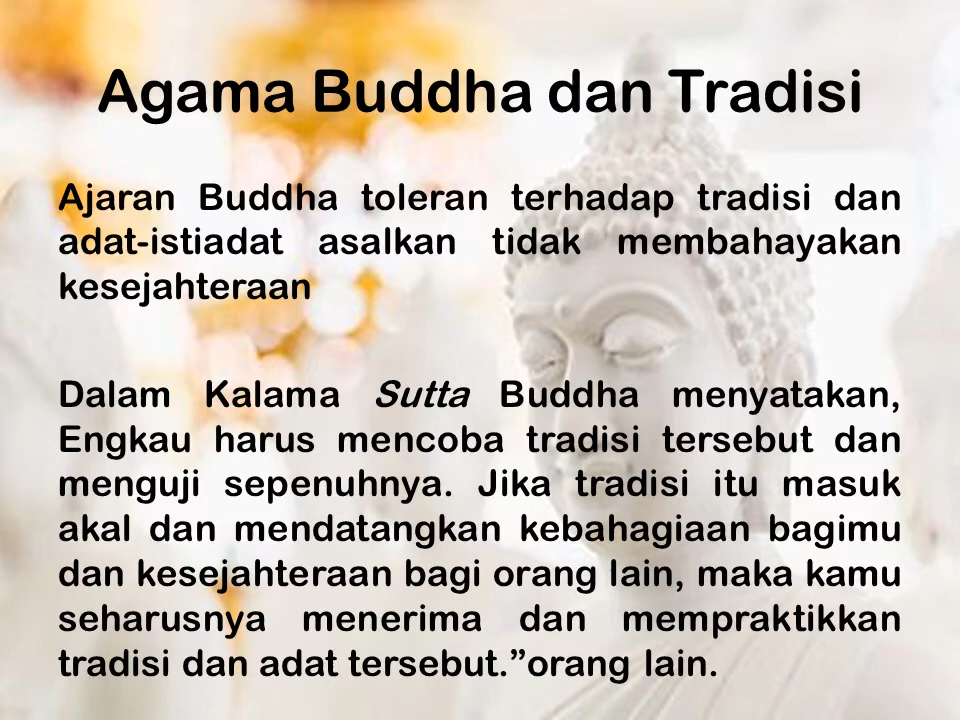 Agama Buddha dan Tradisi
Ajaran Buddha toleran terhadap tradisi dan
adat-istiadat asalkan tidak membahayakan
kesejahteraan
Dalam Kalama Sutta Buddha menyatakan,
Engkau harus mencoba tradisi tersebut dan
menguji sepenuhnya. Jika tradisi itu masuk
akal dan mendatangkan kebahagiaan bagimu
dan kesejahteraan bagi orang lain, maka kamu
seharusnya menerima dan mempraktikkan
tradisi dan adat tersebut.”orang lain.